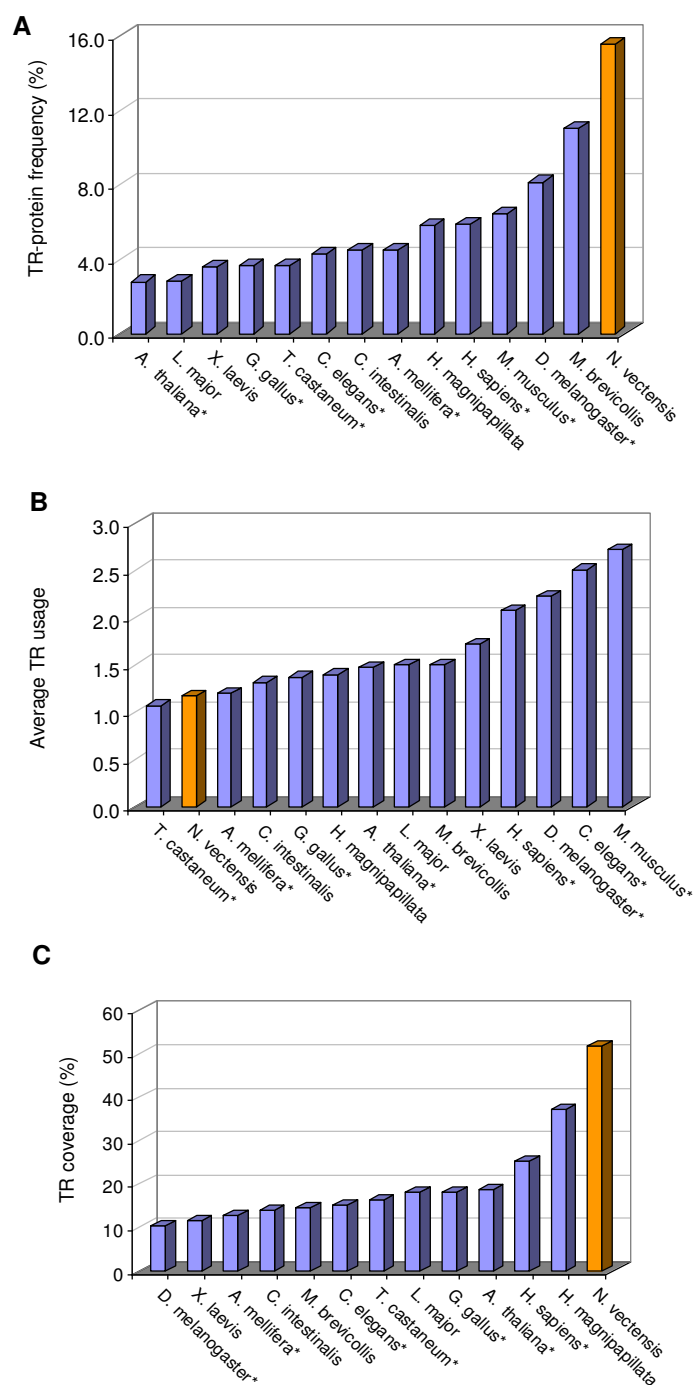 A
TR-protein frequency (%)
16.0
12.0
8.0
4.0
0.0
A. thaliana*
L. major
X. laevis
G. gallus*
T. castaneum*
C. elegans*
C. intestinalis
A. mellifera*
H. magnipapillata
H. sapiens*
M. musculus*
D. melanogaster*
M. brevicollis
N. vectensis
B
Average TR usage
3.0
2.5
2.0
1.5
1.0
0.5
0.0
T. castaneum*
N. vectensis
A. mellifera*
C. intestinalis
G. gallus*
H. magnipapillata
A. thaliana*
L. major
M. brevicollis
X. laevis
H. sapiens*
D. melanogaster*
C. elegans*
M. musculus*
C
TR coverage (%)
60
50
40
30
20
10
0
D. melanogaster*
X. laevis
A. mellifera*
C. intestinalis
M. brevicollis
C. elegans*
T. castaneum*
L. major
G. gallus*
A. thaliana*
H. sapiens*
H. magnipapillata
N. vectensis